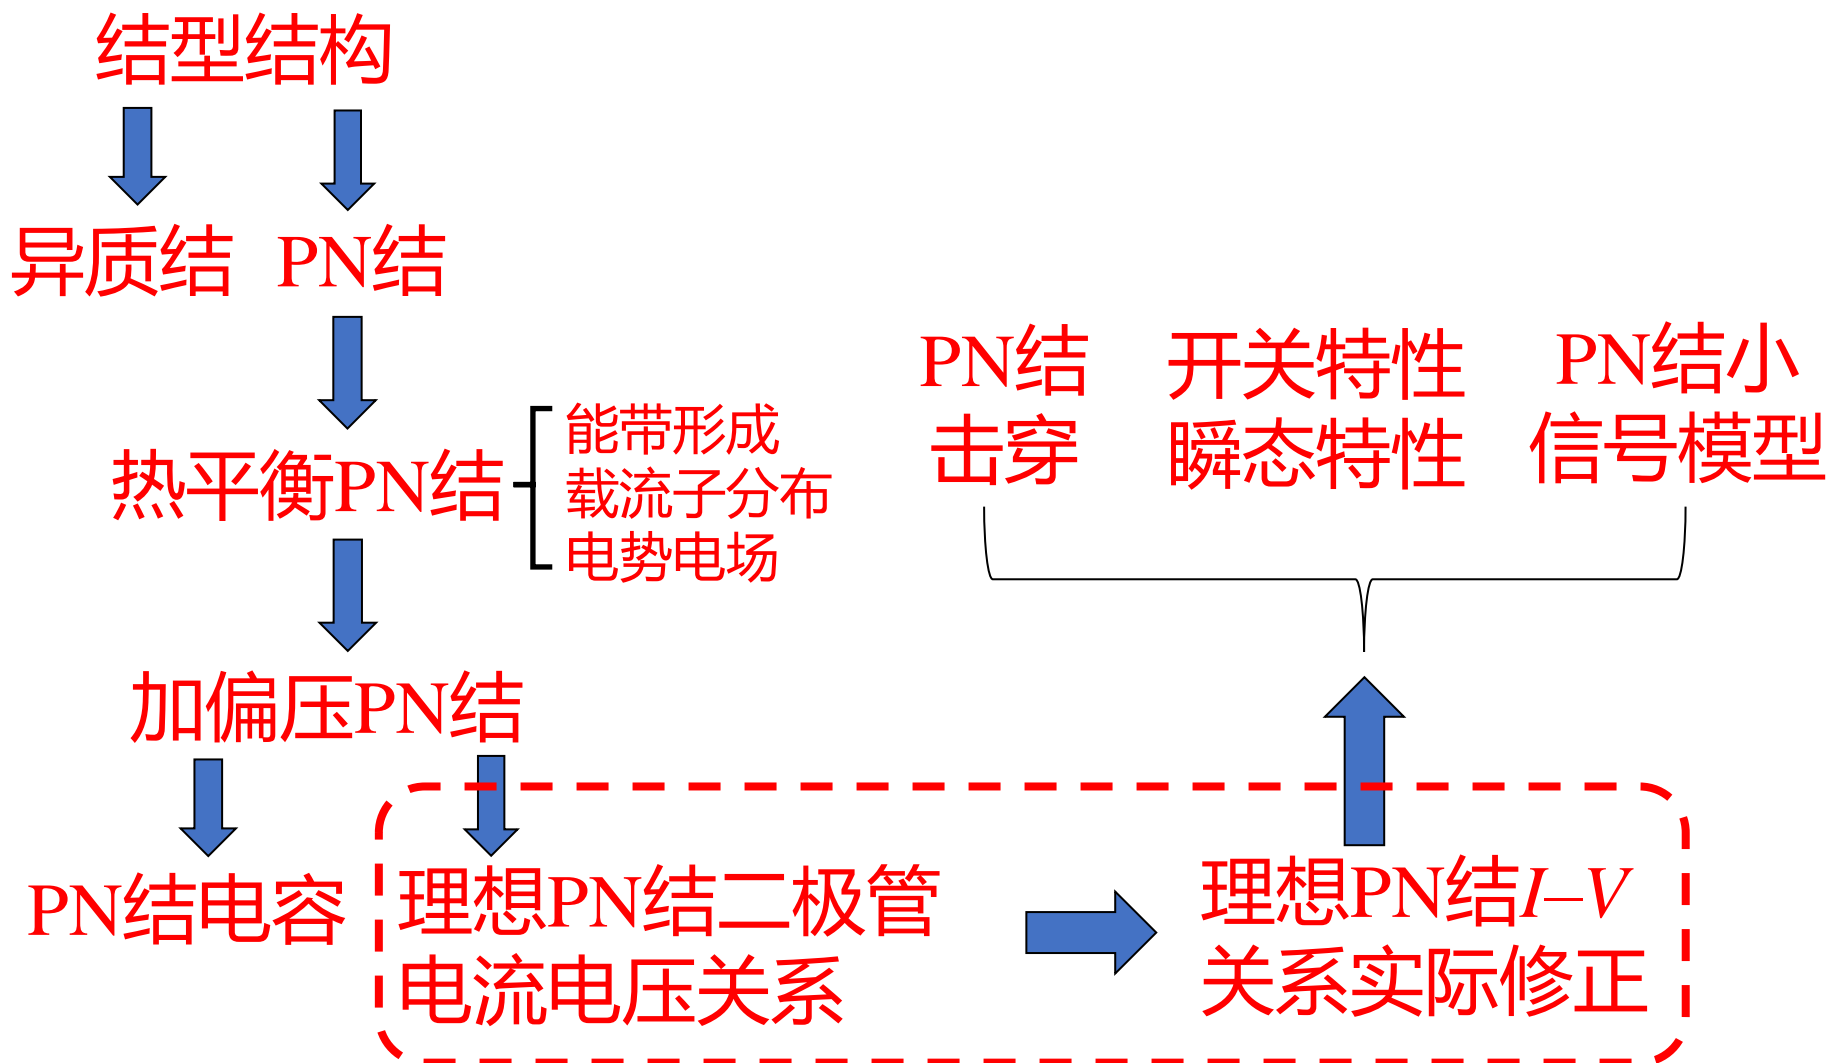 结型结构
异质结
PN结
热平衡PN结
能带形成
载流子分布
电势电场
加偏压PN结
PN结电容
理想PN结二极管
电流电压关系
理想PN结I–V
关系实际修正
PN结
击穿
开关特性
瞬态特性
PN结小
信号模型